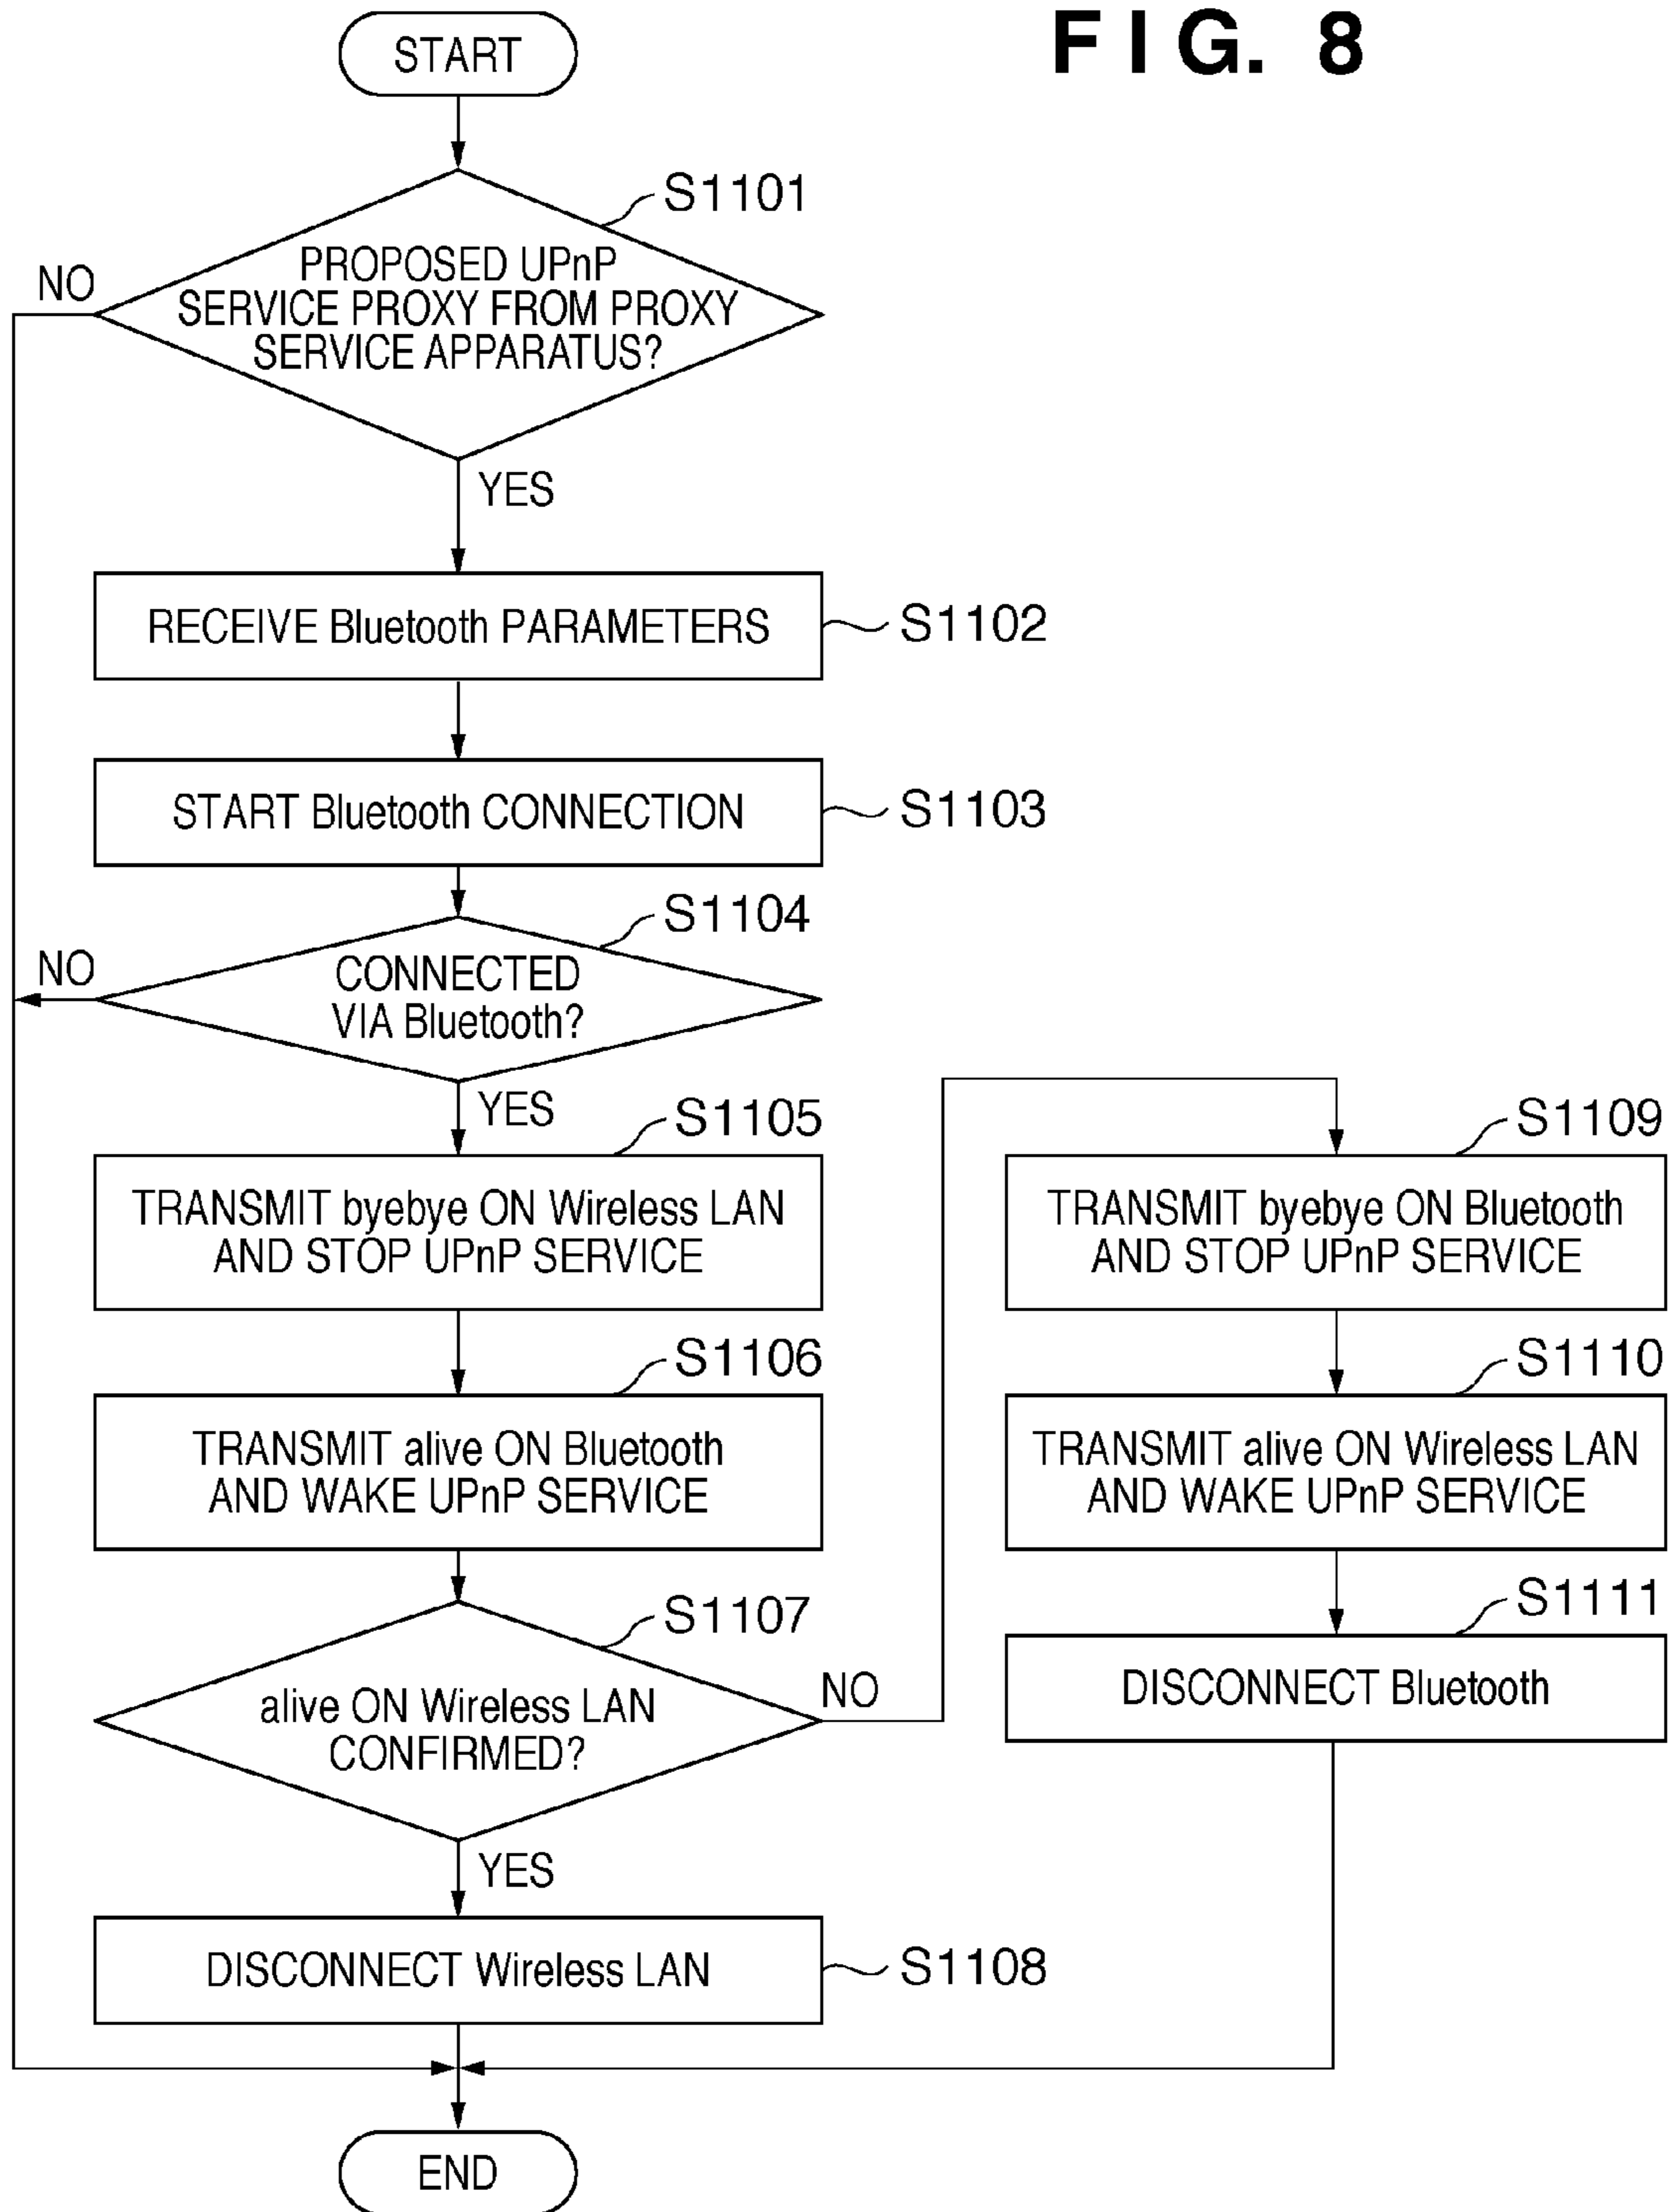 FIG. 8
START
S1101
PROPOSED UPnP
SERVICE PROXY FROM PROXY
SERVICE APPARATUS?
NO
YES
RECEIVE Bluetooth PARAMETERS
S1102
START Bluetooth CONNECTION
S1103
S1104
CONNECTED
VIA Bluetooth?
NO
YES
S1105
TRANSMIT byebye ON Wireless LAN
AND STOP UPnP SERVICE
S1106
TRANSMIT alive ON Bluetooth
AND WAKE UPnP SERVICE
S1107
alive ON Wireless LAN
CONFIRMED?
NO
YES
DISCONNECT Wireless LAN
S1108
S1109
TRANSMIT byebye ON Bluetooth
AND STOP UPnP SERVICE
S1110
TRANSMIT alive ON Wireless LAN
AND WAKE UPnP SERVICE
S1111
DISCONNECT Bluetooth
END